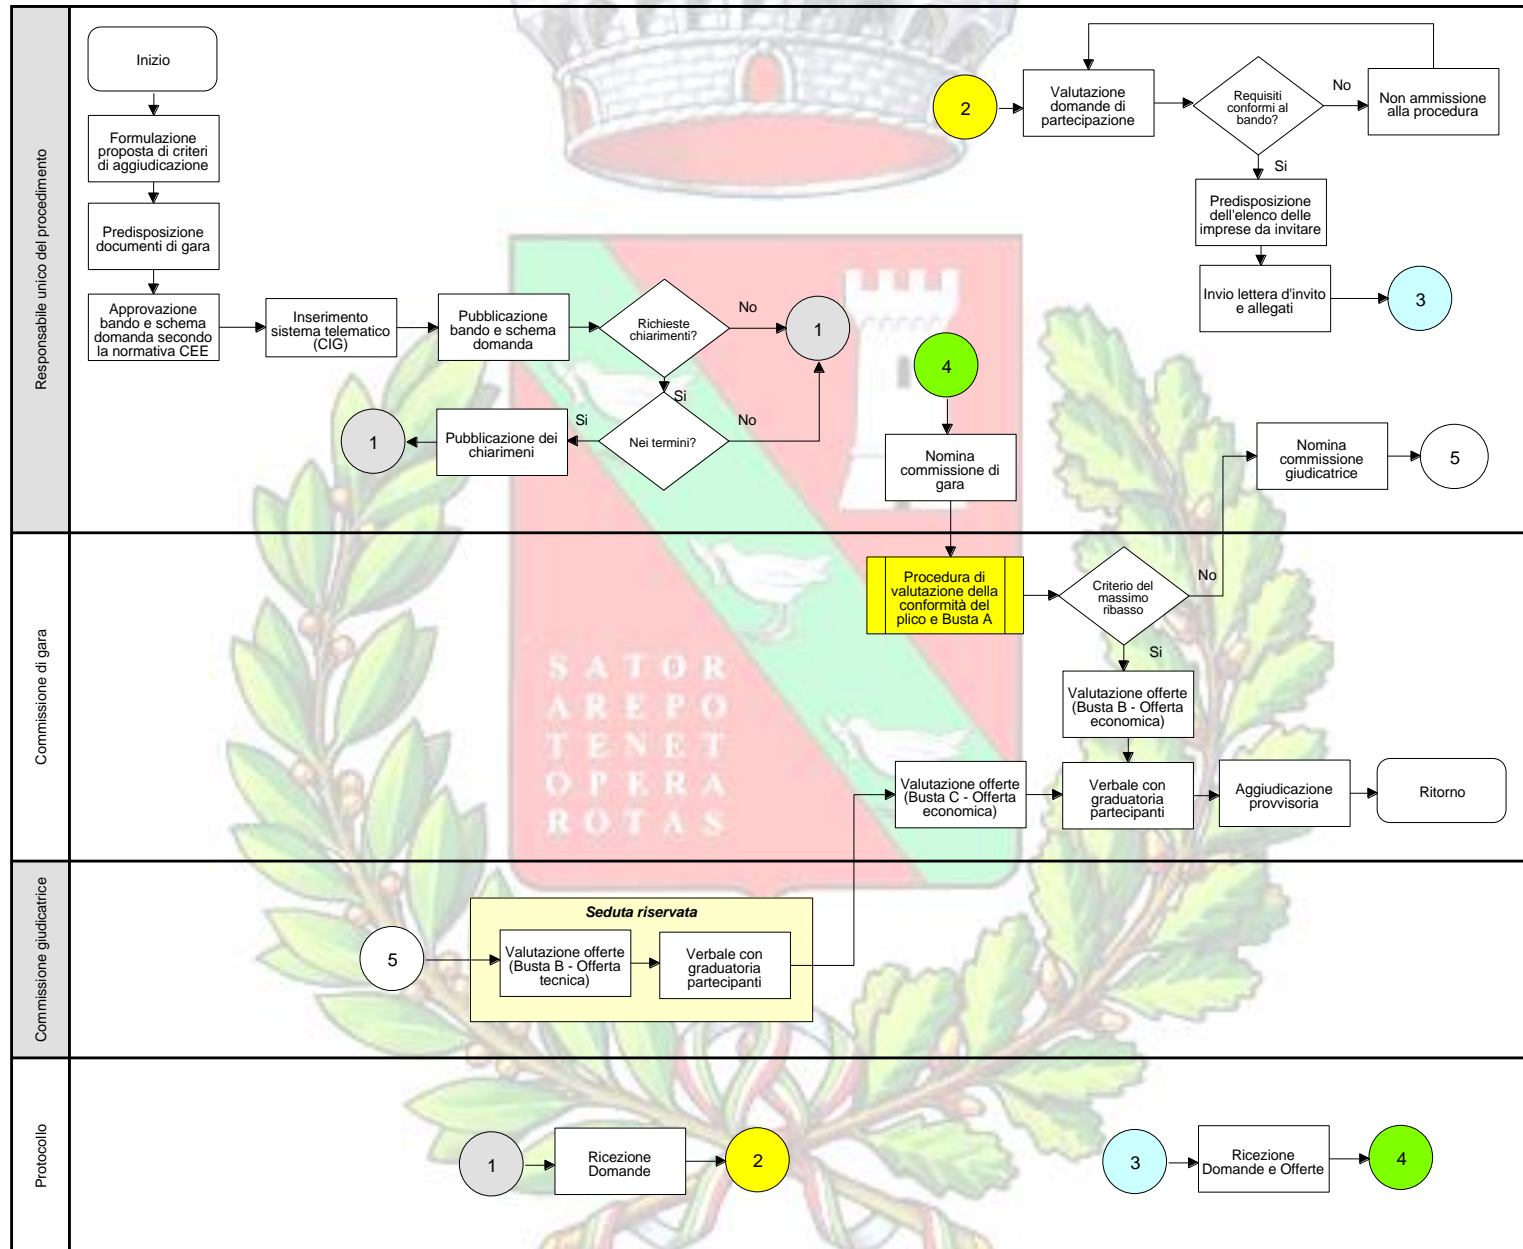 Responsabile unico del procedimento
Inizio
Formulazione
proposta di criteri
di aggiudicazione
Predisposizione
documenti di gara
Approvazione
bando e schema
domanda secondo
la normativa CEE
Inserimento
sistema telematico
(CIG)
Pubblicazione
bando e schema
domanda
Richieste
chiarimenti?
No
1
Si
Nei termini?
No
Si
Pubblicazione dei
chiarimeni
1
2
Valutazione
domande di
partecipazione
Requisiti
conformi al
bando?
No
Non ammissione
alla procedura
Si
Predisposizione
dell'elenco delle
imprese da invitare
Invio lettera d'invito
e allegati
3
4
Nomina
commissione di
gara
Nomina
commissione
giudicatrice
5
Commissione di gara
Procedura di
valutazione della
conformità del
plico e Busta A
Criterio del
massimo
ribasso
No
Si
Valutazione offerte
(Busta B - Offerta
economica)
Valutazione offerte
(Busta C - Offerta
economica)
Verbale con
graduatoria
partecipanti
Aggiudicazione
provvisoria
Ritorno
SATOR
AREPO
TENET
OPERA
ROTAS
Commissione giudicatrice
5
Seduta riservata
Valutazione offerte
(Busta B - Offerta
tecnica)
Verbale con
graduatoria
partecipanti
Protocollo
1
Ricezione
Domande
2
3
Ricezione
Domande e Offerte
4